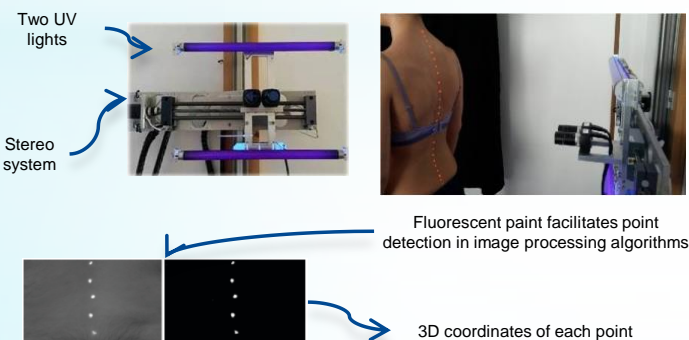 Two UV
lights
Stereo
system
Fluorescent paint facilitates point
detection in image processing algorithms
3D coordinates of each point